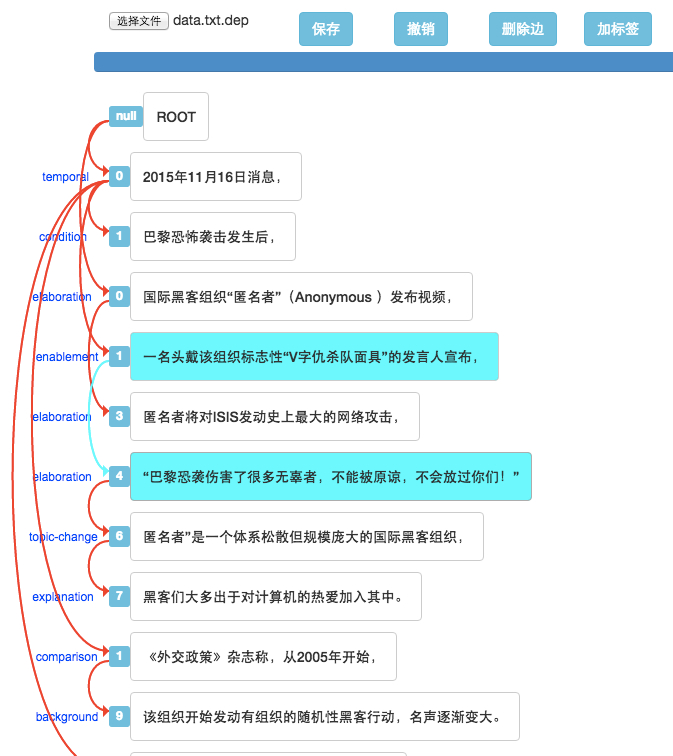 选择文件 data.txt.dep 保存 撤销 删除边 加标签
null ROOT
temporal 0 2015年11月16日消息，
condition 1 巴黎恐怖袭击发生后，
elaboration 0 国际黑客组织“匿名者”（Anonymous ）发布视频，
enablement 1 一名头戴该组织标志性“V字仇杀队面具”的发言人宣布，
elaboration 3 匿名者将对ISIS发动史上最大的网络攻击，
elaboration 4 “巴黎恐袭伤害了很多无辜者，不能被原谅，不会放过你们！”
topic-change 6 匿名者”是一个体系松散但规模庞大的国际黑客组织，
explanation 7 黑客们大多出于对计算机的热爱加入其中。
comparison 1 《外交政策》杂志称，从2005年开始，
background 9 该组织开始发动有组织的随机性黑客行动，名声逐渐变大。